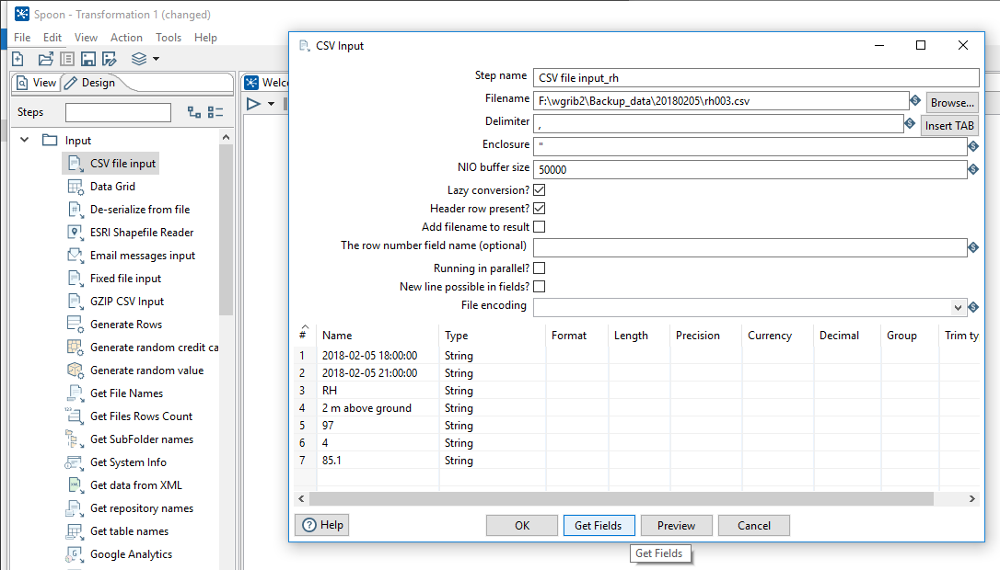 Spoon - Transformation 1 (changed)
File Edit View Action Tools Help
View Design
Steps
Input
CSV file input
Data Grid
De-serialize from file
ESRI Shapefile Reader
Email messages input
Fixed file input
GZIP CSV Input
Generate Rows
Generate random credit ca
Generate random value
Get File Names
Get Files Rows Count
Get SubFolder names
Get System Info
Get data from XML
Get repository names
Get table names
Google Analytics
Welco
CSV Input
Step name CSV file input_rh
Filename F:\wgrib2\Backup_data\20180205\rh003.csv Browse...
Delimiter , Insert TAB
Enclosure "
NIO buffer size 50000
Lazy conversion?
Header row present?
Add filename to result
The row number field name (optional)
Running in parallel?
New line possible in fields?
File encoding
# Name Type Format Length Precision Currency Decimal Group Trim ty
1 2018-02-05 18:00:00 String
2 2018-02-05 21:00:00 String
3 RH String
4 2 m above ground String
5 97 String
6 4 String
7 85.1 String
Help OK Get Fields Preview Cancel
Get Fields